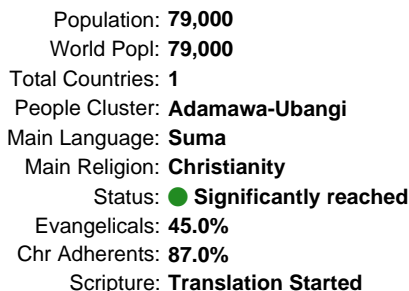 Population: 79,000
World Popl: 79,000
Total Countries: 1
People Cluster: Adamawa-Ubangi
Main Language: Suma
Main Religion: Christianity
Status: Significantly reached
Evangelicals: 45.0%
Chr Adherents: 87.0%
Scripture: Translation Started